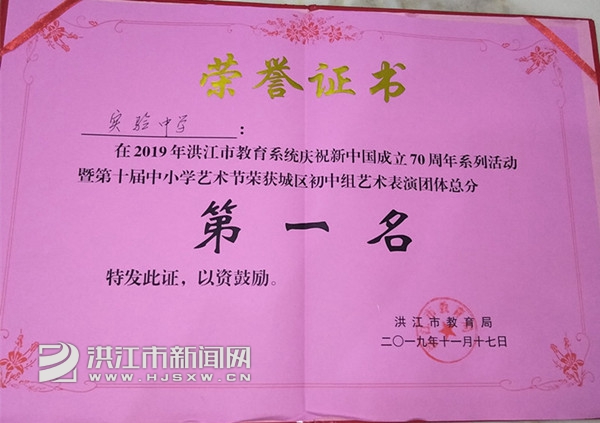 荣誉证书
实验中学：
在2019年洪江市教育系统庆祝新中国成立70周年系列活动
暨第十届中小学艺术节荣获城区初中组艺术表演团体总分
第一名
特发此证，以资鼓励。
洪江市教育局
二〇一九年十一月十七日
洪江市新闻网
WWW.HJSXW.CN